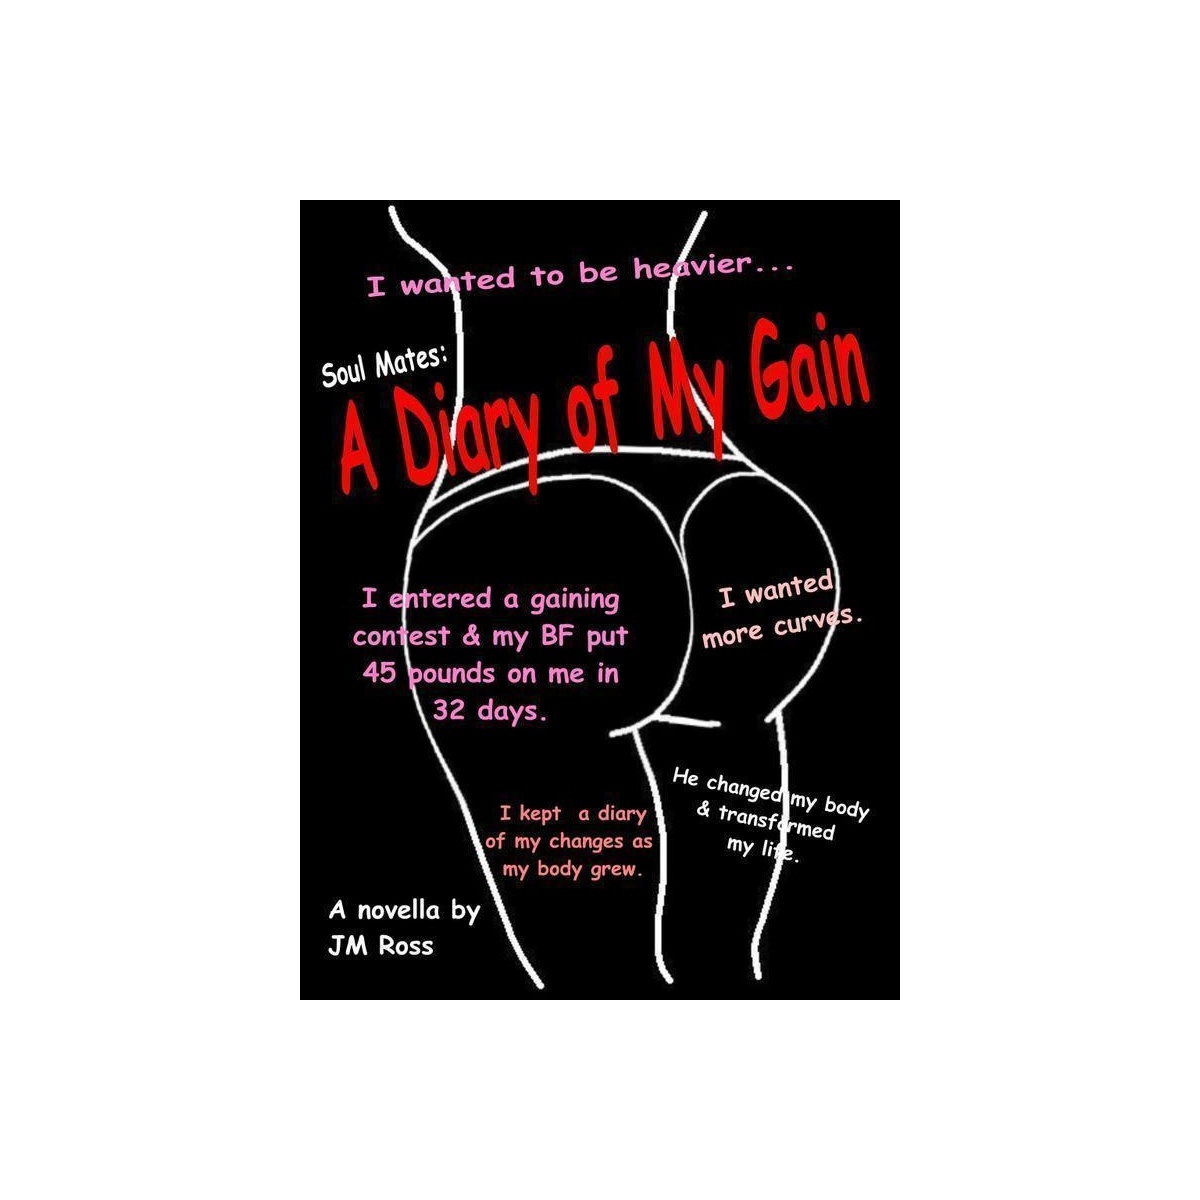 I wanted to be heavier...
Soul Mates:
A Diary of My Gain
I entered a gaining
contest & my BF put
45 pounds on me in
32 days.
I wanted
more curves.
He changed my body
& transformed
my life.
I kept a diary
of my changes as
my body grew.
A novella by
JM Ross